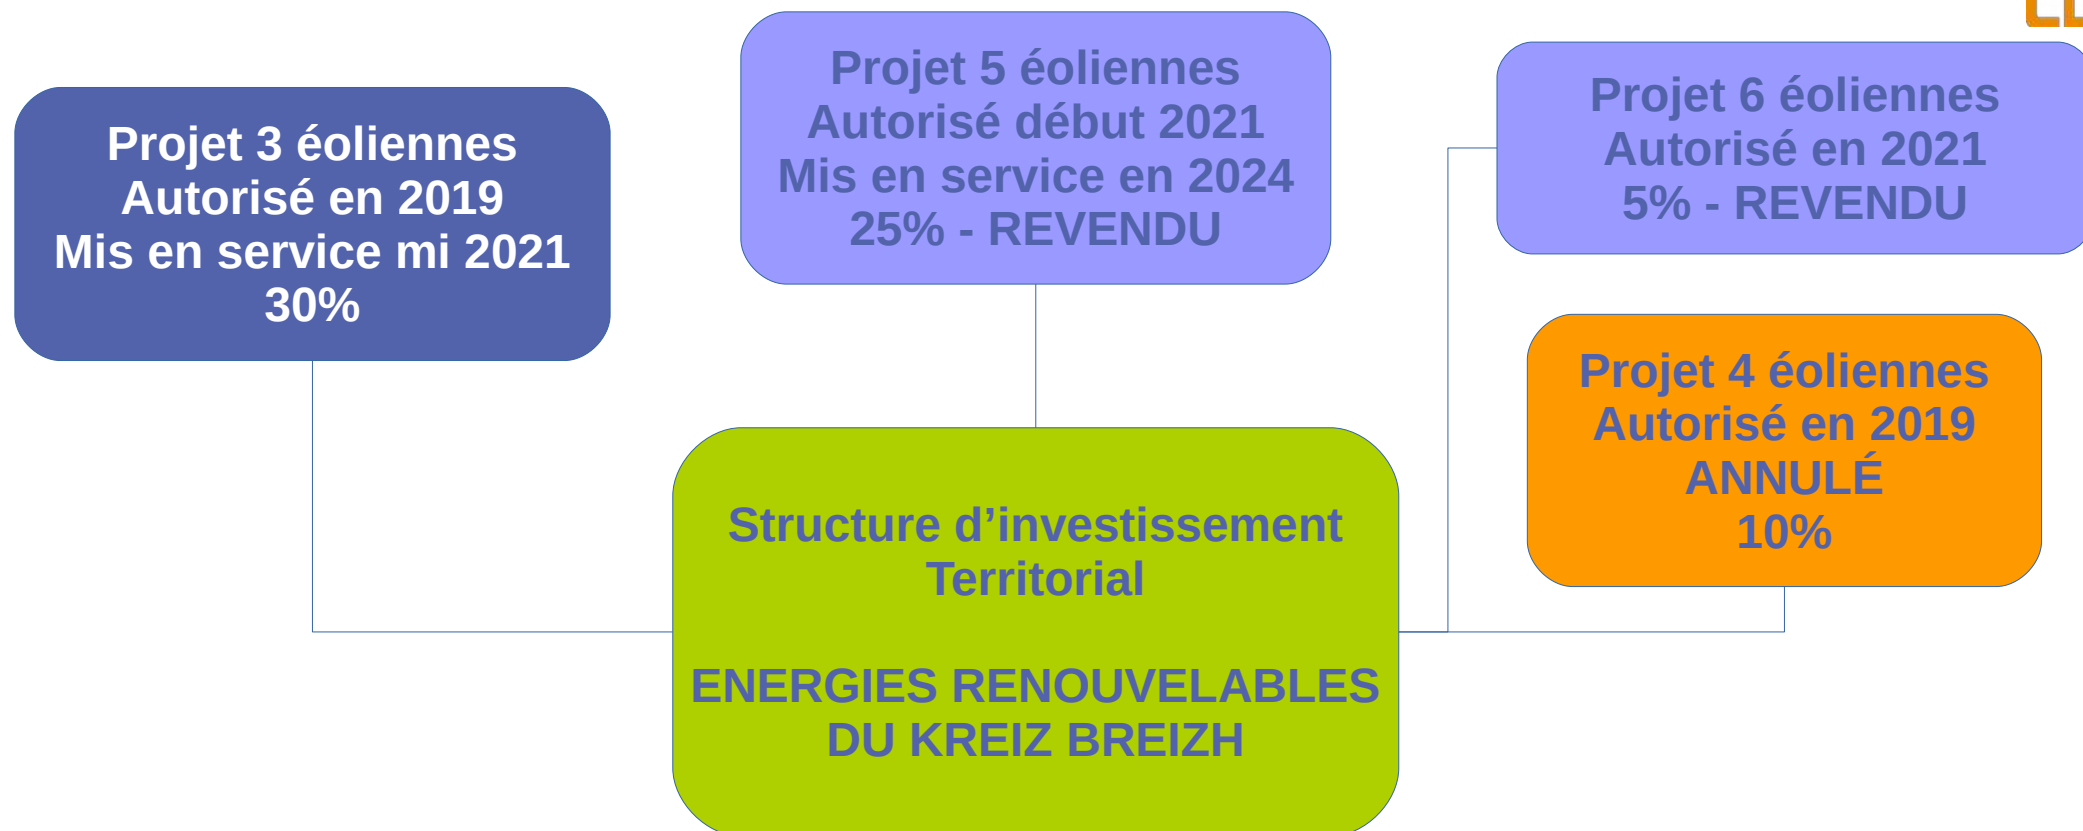 Projet 3 éoliennes
Autorisé en 2019
Mis en service mi 2021
30%
Projet 5 éoliennes
Autorisé début 2021
Mis en service en 2024
25% - REVENDU
Projet 6 éoliennes
Autorisé en 2021
5% - REVENDU
Projet 4 éoliennes
Autorisé en 2019
ANNULÉ
10%
Structure d’investissement
Territorial
ENERGIES RENOUVELABLES
DU KREIZ BREIZH